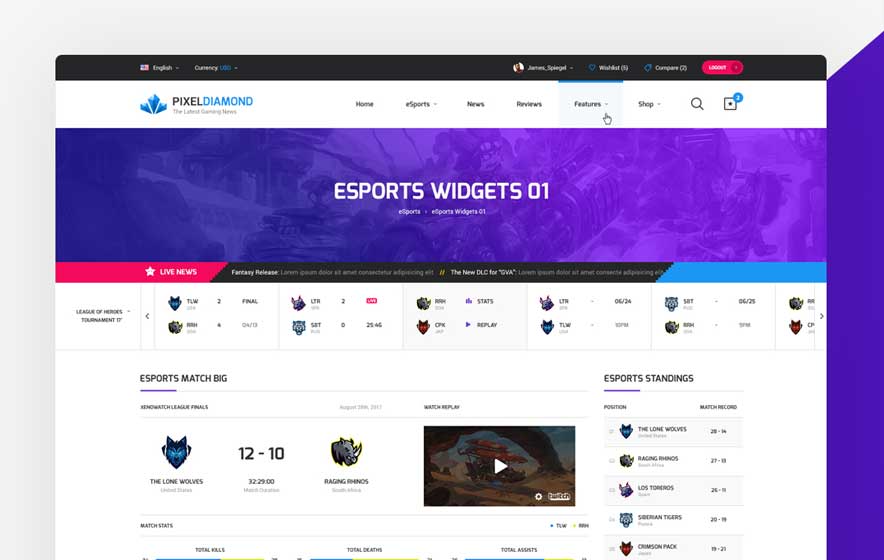 English Currency: USD James_Spiegel Wishlist (5) Compare (2) LOGOUT
PIXELDIAMOND
The Latest Gaming News
Home eSports News Reviews Features Shop 2
ESPORTS WIDGETS 01
eSports eSports Widgets 01
LIVE NEWS Fantasy Release: Lorem ipsum dolor sit amet consectetur adipisicing elit // The New DLC for "GVA": Lorem ipsum dolor sit amet conse
LEAGUE OF HEROES
TOURNAMENT 17'
TLW 2 FINAL
USA
RRH 4 04/13
LTR 2 LIVE
SPA
SBT 0 25:46
RUS
RRH STATS
CPK REPLAY
JAP
LTR - 06/24
SPA
TLW - 10PM
USA
SBT - 06/25
RUS
RRH - 9PM
ESPORTS MATCH BIG
XENOWATCH LEAGUE FINALS August 28th, 2017 WATCH REPLAY
12 - 10
THE LONE WOLVES 32:29:00 RAGING RHINOS
United States Match Duration South Africa
twitch
MATCH STATS TLW RRH
TOTAL KILLS TOTAL DEATHS TOTAL ASSISTS
ESPORTS STANDINGS
POSITION MATCH RECORD
01 THE LONE WOLVES 28 - 14
United States
02 RAGING RHINOS 27 - 13
South Africa
03 LOS TOREROS 26 - 11
Spain
04 SIBERIAN TIGERS 20 - 19
Russia
05 CRIMSON PACK 19 - 21
Japan